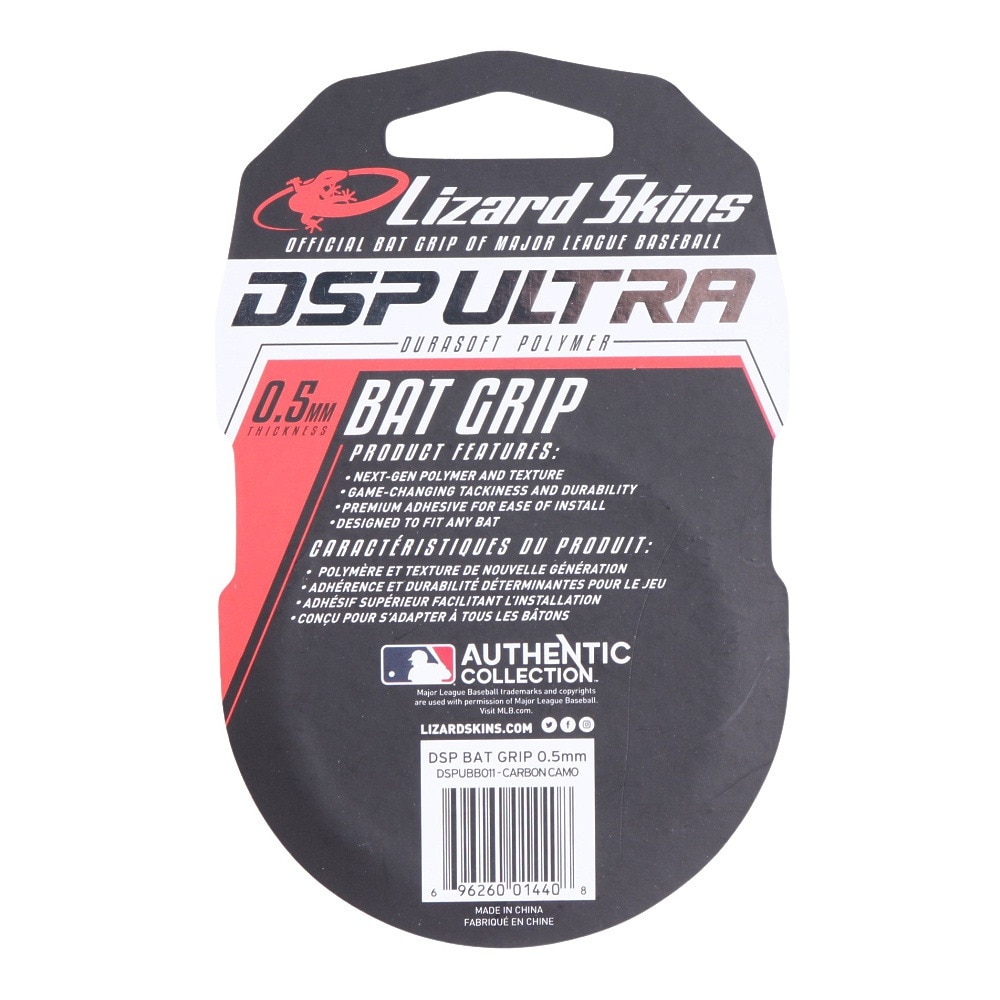 Lizard Skins
OFFICIAL BAT GRIP OF MAJOR LEAGUE BASEBALL
DSP ULTRA
DURASOFT POLYMER
0.5MM
THICKNESS
BAT GRIP
PRODUCT FEATURES:
• NEXT-GEN POLYMER AND TEXTURE
• GAME-CHANGING TACKINESS AND DURABILITY
• PREMIUM ADHESIVE FOR EASE OF INSTALL
• DESIGNED TO FIT ANY BAT
CARACTÉRISTIQUES DU PRODUIT:
• POLYMÈRE ET TEXTURE DE NOUVELLE GÉNÉRATION
• ADHÉRENCE ET DURABILITÉ DÉTERMINANTES POUR LE JEU
• ADHÉSIF SUPÉRIEUR FACILITANT L'INSTALLATION
• CONÇU POUR S'ADAPTER À TOUS LES BÂTONS
AUTHENTIC
COLLECTION™
Major League Baseball trademarks and copyrights
are used with permission of Major League Baseball.
Visit MLB.com.
LIZARDSKINS.COM
DSP BAT GRIP 0.5mm
DSPUBB011 - CARBON CAMO
6 96260 01440 8
MADE IN CHINA
FABRIQUÉ EN CHINE